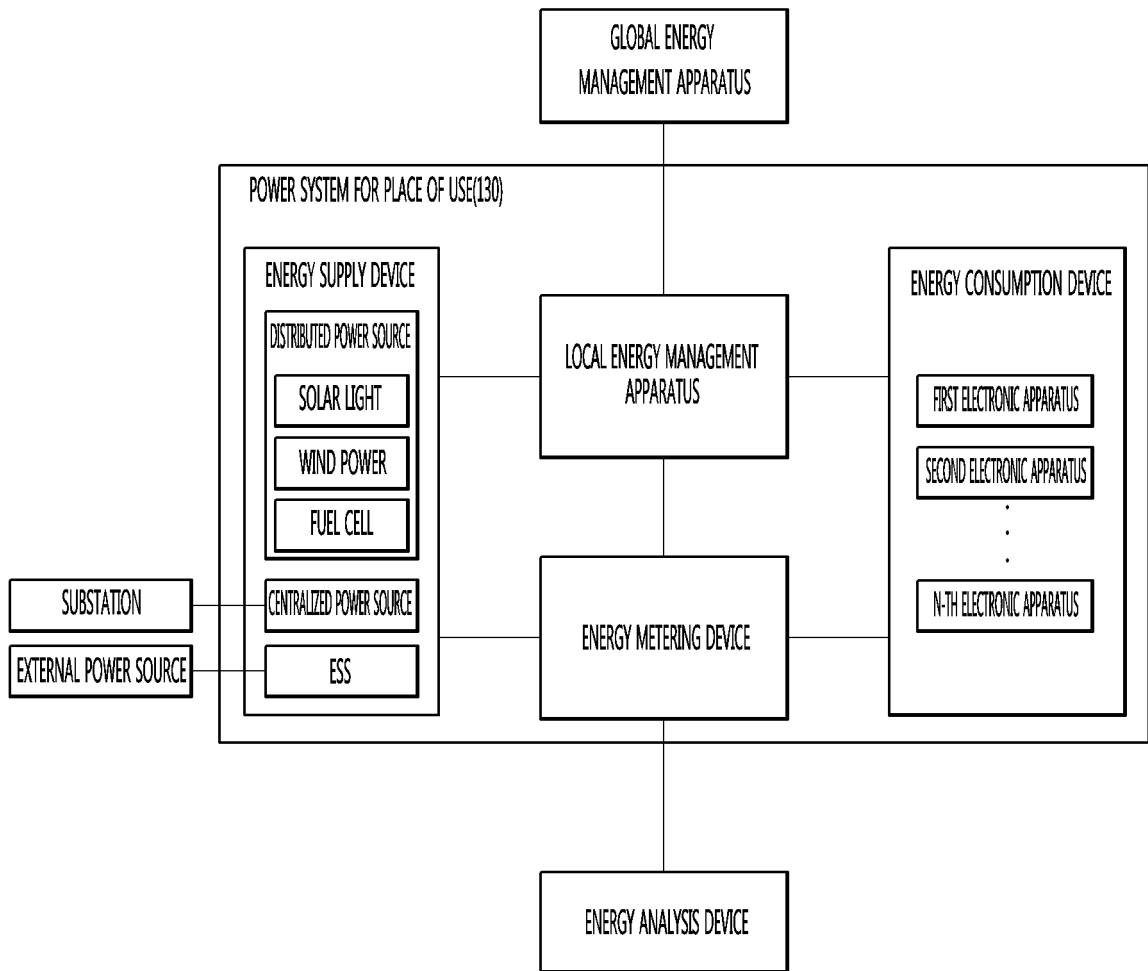 GLOBAL ENERGY
MANAGEMENT APPARATUS
POWER SYSTEM FOR PLACE OF USE(130)
ENERGY SUPPLY DEVICE
DISTRIBUTED POWER SOURCE
SOLAR LIGHT
WIND POWER
FUEL CELL
CENTRALIZED POWER SOURCE
ESS
SUBSTATION
EXTERNAL POWER SOURCE
LOCAL ENERGY MANAGEMENT
APPARATUS
ENERGY METERING DEVICE
ENERGY CONSUMPTION DEVICE
FIRST ELECTRONIC APPARATUS
SECOND ELECTRONIC APPARATUS
.
.
.
N-TH ELECTRONIC APPARATUS
ENERGY ANALYSIS DEVICE